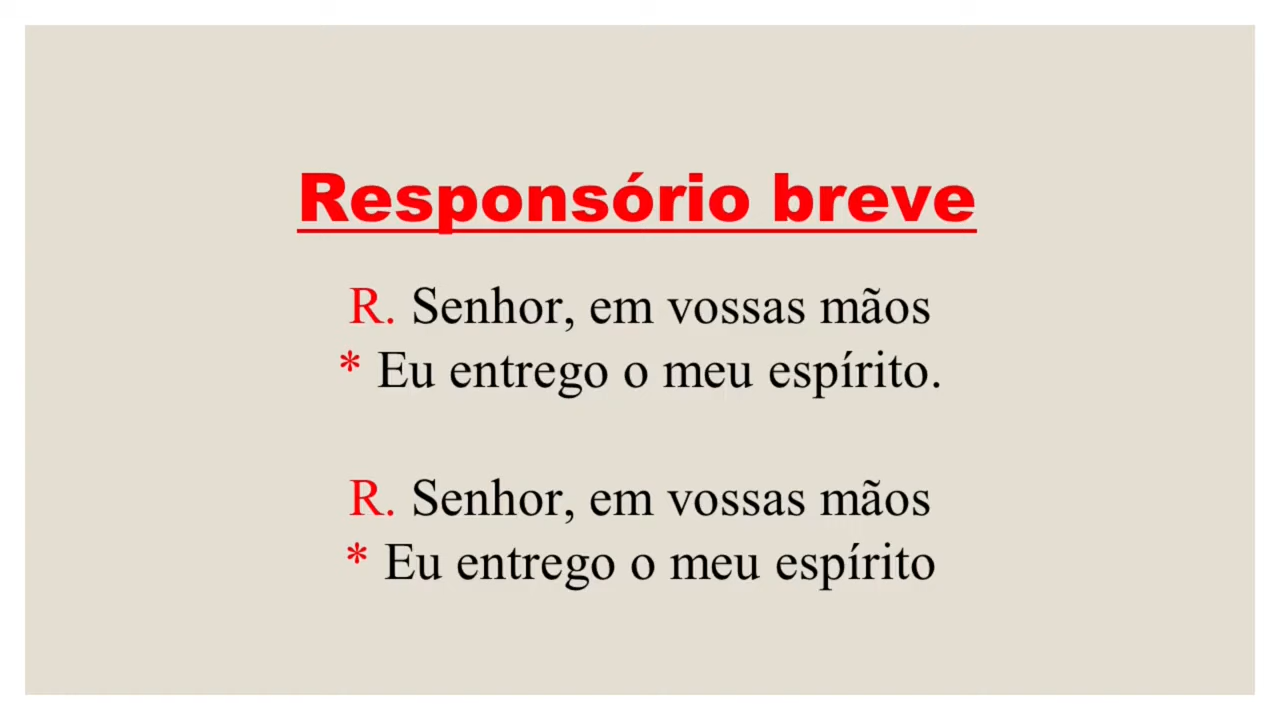 Responsório breve
R. Senhor, em vossas mãos
* Eu entrego o meu espírito.
R. Senhor, em vossas mãos
* Eu entrego o meu espírito